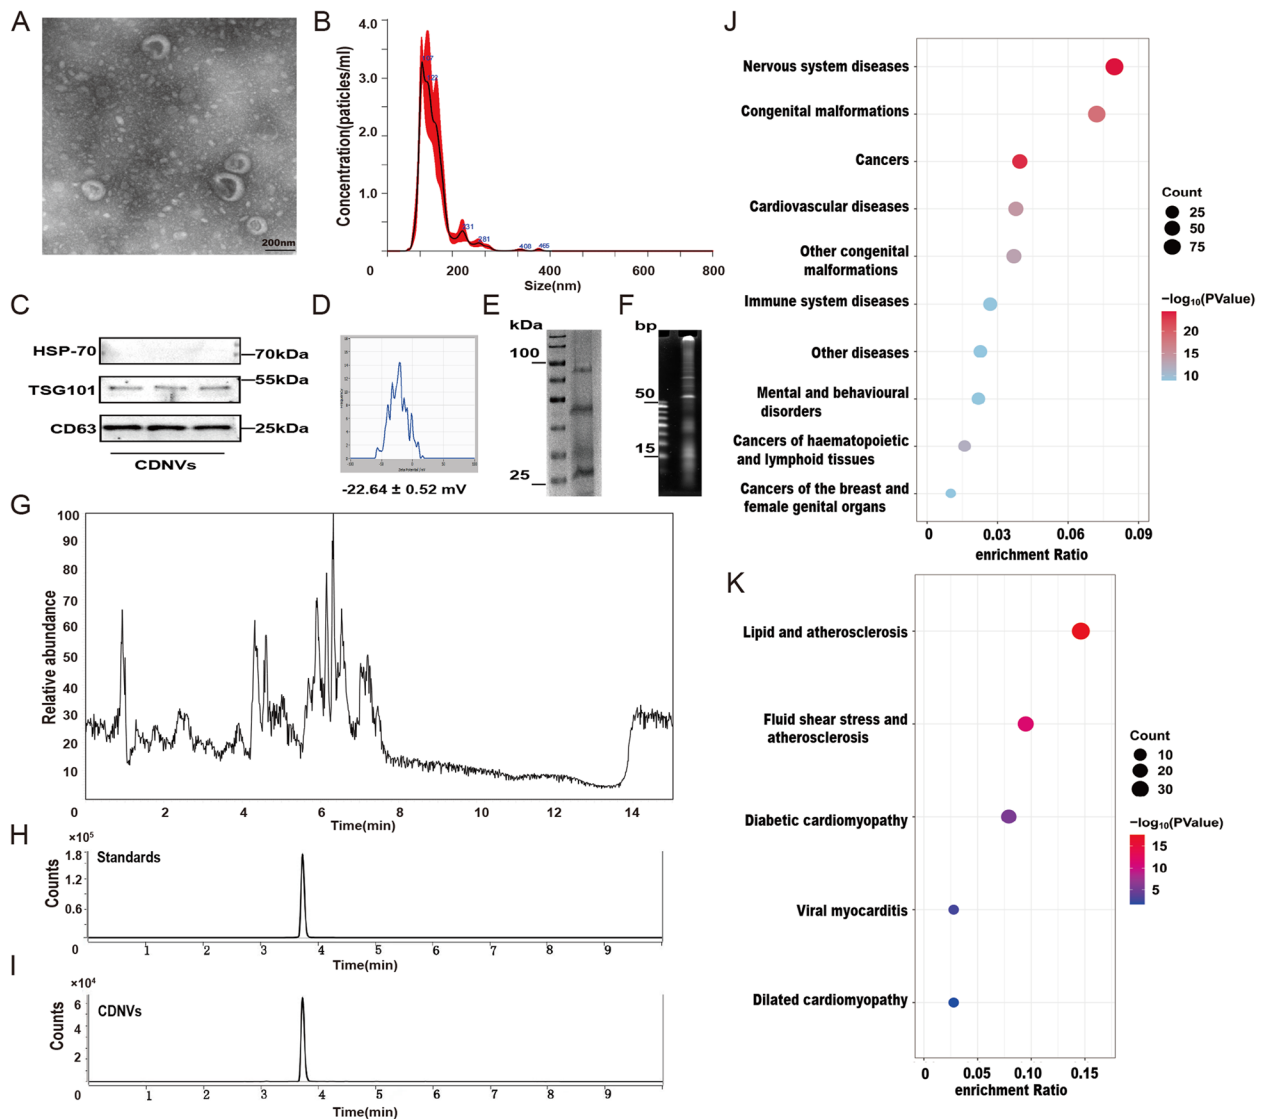 A
200nm
B
Concentration(paticles/ml)
4.0
3.0
2.0
1.0
0
200
400
600
800
Size(nm)
122
231
281
408
465
C
HSP-70
70kDa
TSG101
55kDa
CD63
25kDa
CDNVs
D
-22.64 ± 0.52 mV
E
kDa
100
25
F
bp
50
15
G
Relative abundance
100
90
80
70
60
50
40
30
20
10
0
2
4
6
8
10
12
14
Time(min)
H
×10⁵
Standards
Counts
1.8
1.2
0.6
0
1
2
3
4
5
6
7
8
9
Time(min)
I
×10⁴
CDNVs
Counts
6
4
2
0
1
2
3
4
5
6
7
8
9
Time(min)
J
Nervous system diseases
Congenital malformations
Cancers
Cardiovascular diseases
Other congenital
malformations
Immune system diseases
Other diseases
Mental and behavioural
disorders
Cancers of haematopoietic
and lymphoid tissues
Cancers of the breast and
female genital organs
0
0.03
0.06
0.09
enrichment Ratio
Count
25
50
75
−log₁₀(PValue)
20
15
10
K
Lipid and atherosclerosis
Fluid shear stress and
atherosclerosis
Diabetic cardiomyopathy
Viral myocarditis
Dilated cardiomyopathy
0
0.05
0.10
0.15
enrichment Ratio
Count
10
20
30
−log₁₀(PValue)
15
10
5